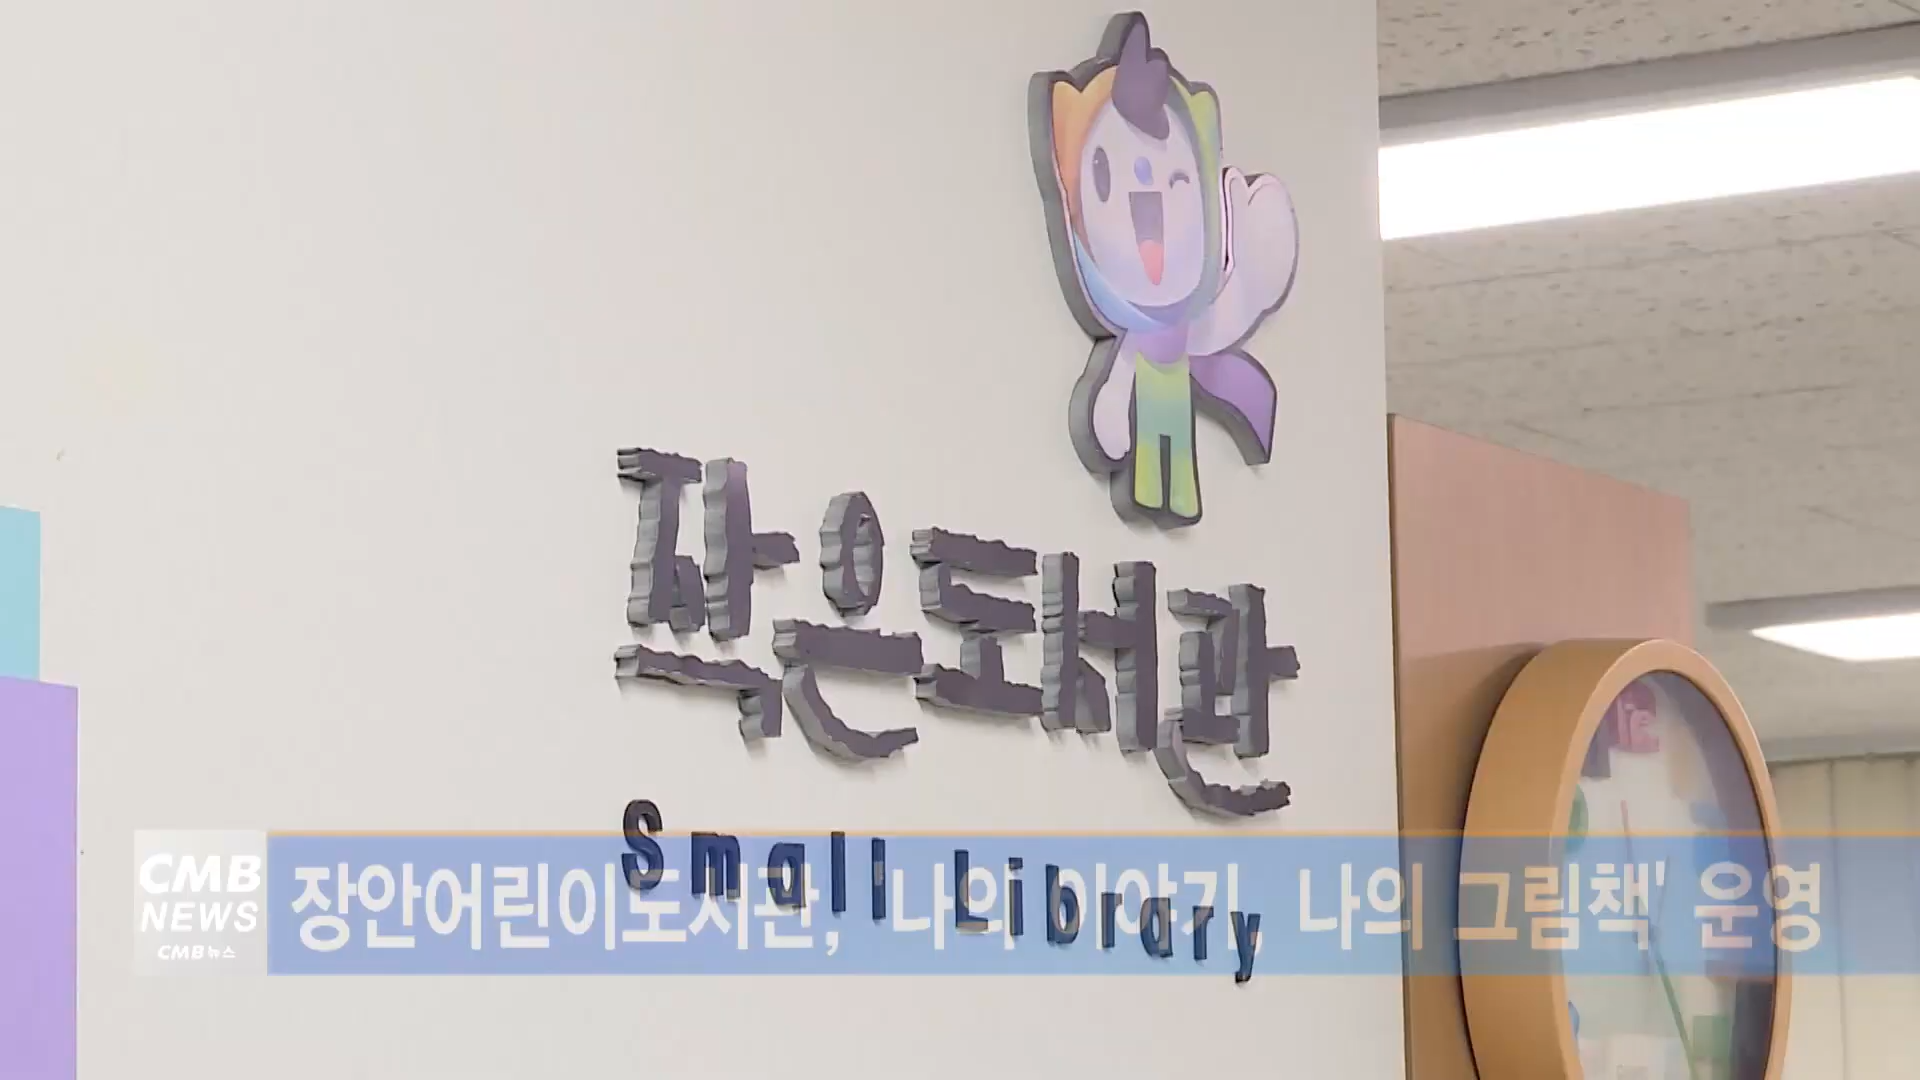 작은도서관
Small Library
CMB
NEWS
CMB뉴스
장안어린이도서관, '나의 이야기, 나의 그림책' 운영